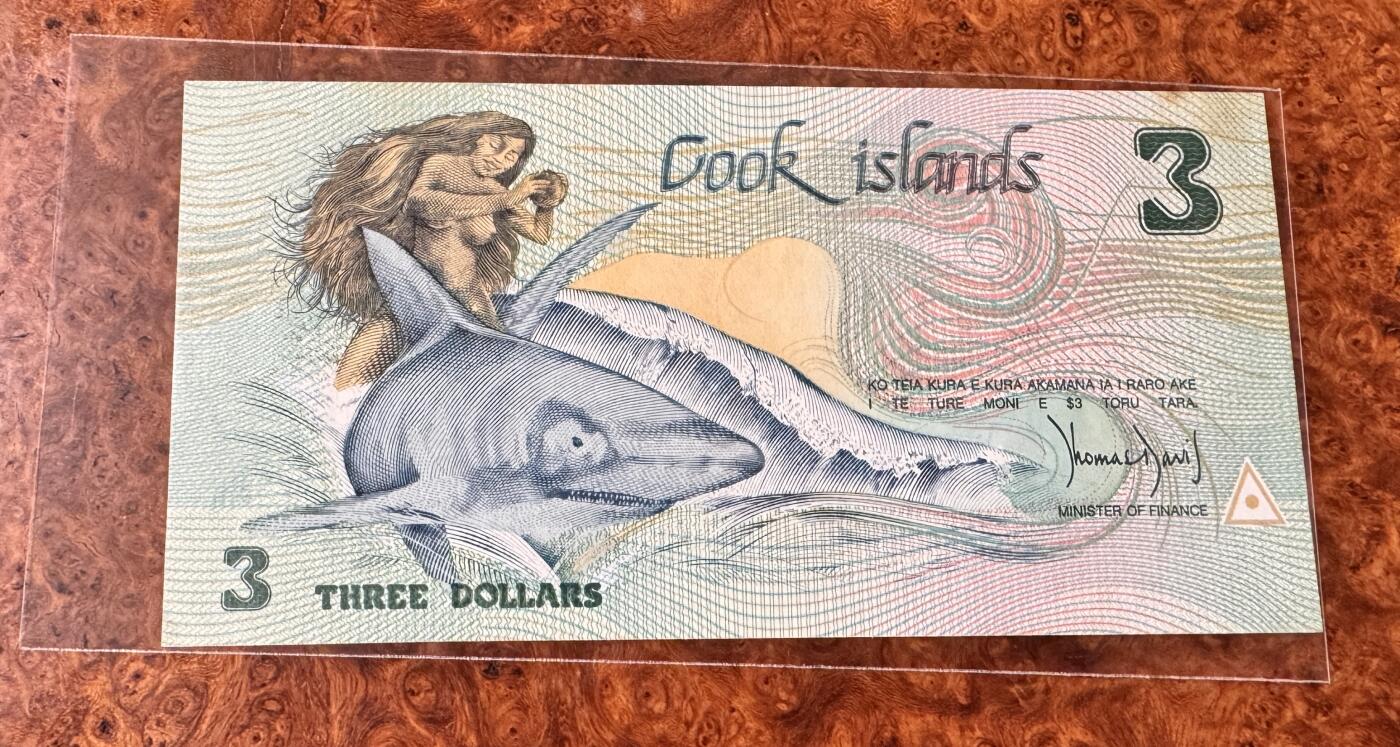 Cook islands 3
KO TEIA KURA E KURA AKAMANA IA I RARO AKE
I TE TURE MONI E $3 TORU TARA.
Thomas Davis
MINISTER OF FINANCE
3 THREE DOLLARS